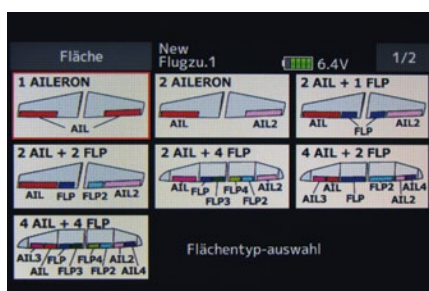 Fläche
New
Flugzu.1
6.4V
1/2
1 AILERON
AIL
2 AILERON
AIL AIL2
2 AIL + 1 FLP
AIL AIL2
FLP
2 AIL + 2 FLP
AIL FLP FLP2 AIL2
2 AIL + 4 FLP
AIL FLP FLP4 AIL2
FLP3 FLP2
4 AIL + 2 FLP
AIL FLP FLP2 AIL4
AIL3 AIL2
4 AIL + 4 FLP
AIL3 FLP FLP4 AIL2
AIL FLP3 FLP2 AIL4
Flächentyp-auswahl